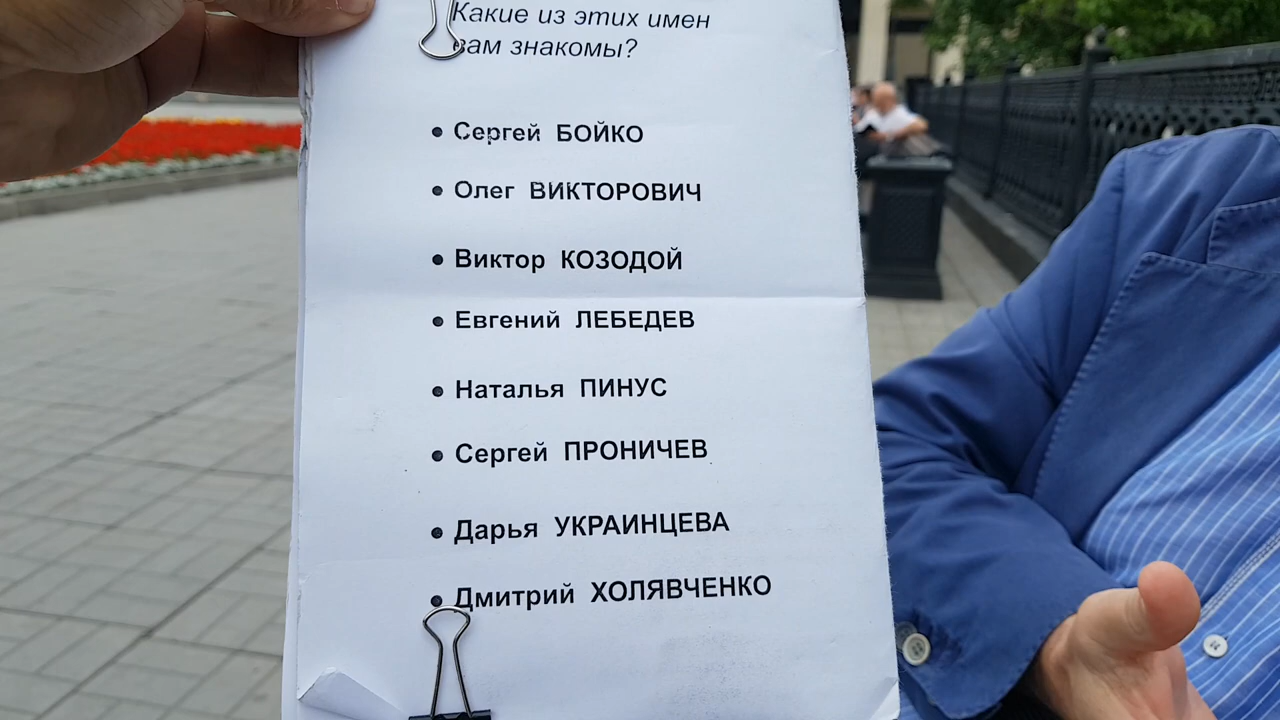 Какие из этих имен
вам знакомы?
• Сергей БОЙКО
• Олег ВИКТОРОВИЧ
• Виктор КОЗОДОЙ
• Евгений ЛЕБЕДЕВ
• Наталья ПИНУС
• Сергей ПРОНИЧЕВ
• Дарья УКРАИНЦЕВА
• Дмитрий ХОЛЯВЧЕНКО